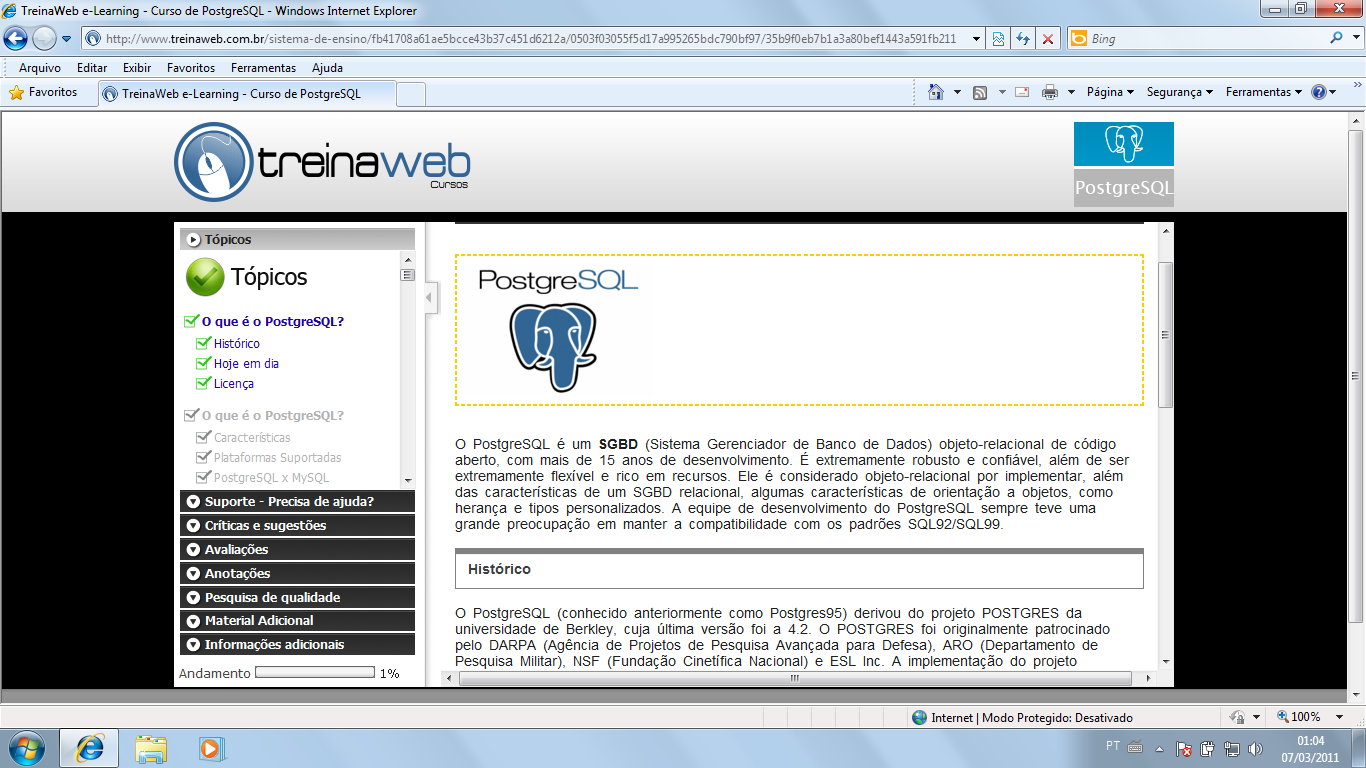 TreinaWeb e-Learning - Curso de PostgreSQL - Windows Internet Explorer
http://www.treinaweb.com.br/sistema-de-ensino/fb41708a61ae5bcce43b37c451d6212a/0503f03055f5d17a995265bdc790bf97/35b9f0eb7b1a3a80bef1443a591fb211
Bing
Arquivo Editar Exibir Favoritos Ferramentas Ajuda
Favoritos
TreinaWeb e-Learning - Curso de PostgreSQL
Página Segurança Ferramentas
treinaweb
Cursos
PostgreSQL
Tópicos
Tópicos
O que é o PostgreSQL?
Histórico
Hoje em dia
Licença
O que é o PostgreSQL?
Características
Plataformas Suportadas
PostgreSQL x MySQL
Suporte - Precisa de ajuda?
Críticas e sugestões
Avaliações
Anotações
Pesquisa de qualidade
Material Adicional
Informações adicionais
Andamento 1%
PostgreSQL
O PostgreSQL é um SGBD (Sistema Gerenciador de Banco de Dados) objeto-relacional de código
aberto, com mais de 15 anos de desenvolvimento. É extremamente robusto e confiável, além de ser
extremamente flexível e rico em recursos. Ele é considerado objeto-relacional por implementar, além
das características de um SGBD relacional, algumas características de orientação a objetos, como
herança e tipos personalizados. A equipe de desenvolvimento do PostgreSQL sempre teve uma
grande preocupação em manter a compatibilidade com os padrões SQL92/SQL99.
Histórico
O PostgreSQL (conhecido anteriormente como Postgres95) derivou do projeto POSTGRES da
universidade de Berkley, cuja última versão foi a 4.2. O POSTGRES foi originalmente patrocinado
pelo DARPA (Agência de Projetos de Pesquisa Avançada para Defesa), ARO (Departamento de
Pesquisa Militar), NSF (Fundação Cinetífica Nacional) e ESL Inc. A implementação do projeto
Internet | Modo Protegido: Desativado
100%
PT
01:04
07/03/2011